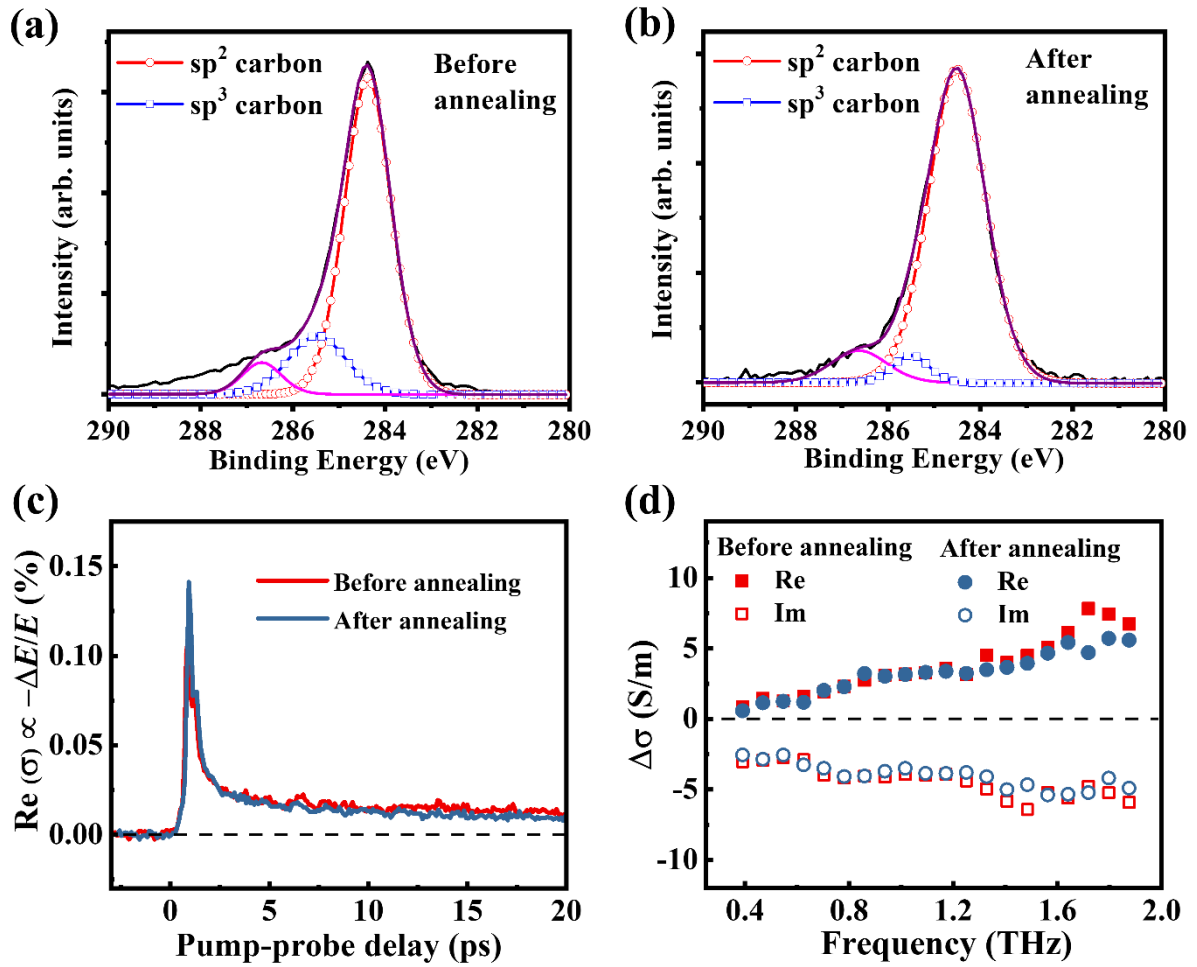 (a)
sp² carbon
sp³ carbon
Before
annealing
Intensity (arb. units)
290 288 286 284 282 280
Binding Energy (eV)
(b)
sp² carbon
sp³ carbon
After
annealing
Intensity (arb. units)
290 288 286 284 282 280
Binding Energy (eV)
(c)
Before annealing
After annealing
Re (σ) ∝ −ΔE/E (%)
0.15
0.10
0.05
0.00
0 5 10 15 20
Pump-probe delay (ps)
(d)
Before annealing After annealing
Re Re
Im Im
Δσ (S/m)
10
5
0
-5
-10
0.4 0.8 1.2 1.6 2.0
Frequency (THz)